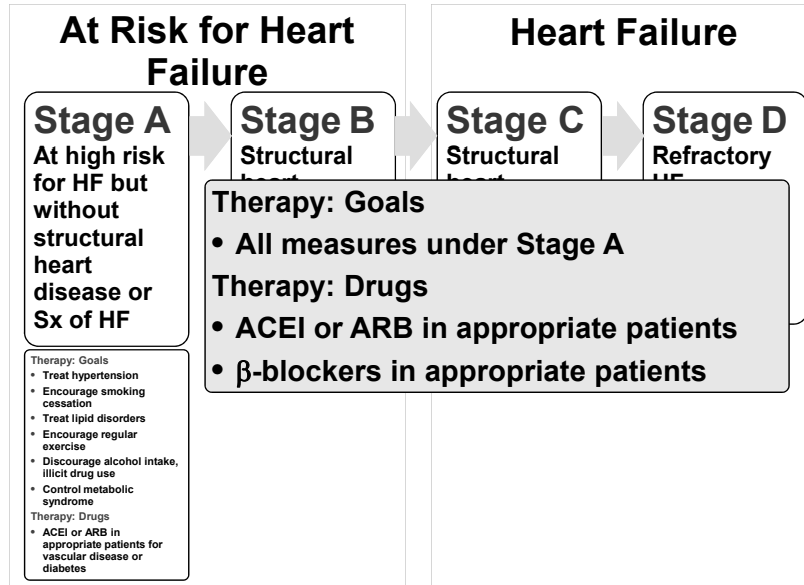 At Risk for Heart
Failure
Heart Failure
Stage A
At high risk
for HF but
without
structural
heart
disease or
Sx of HF
Stage B
Structural
heart
Stage C
Structural
heart
Stage D
Refractory
HF
Therapy: Goals
• All measures under Stage A
Therapy: Drugs
• ACEI or ARB in appropriate patients
• β-blockers in appropriate patients
Therapy: Goals
• Treat hypertension
• Encourage smoking
cessation
• Treat lipid disorders
• Encourage regular
exercise
• Discourage alcohol intake,
illicit drug use
• Control metabolic
syndrome
Therapy: Drugs
• ACEI or ARB in
appropriate patients for
vascular disease or
diabetes